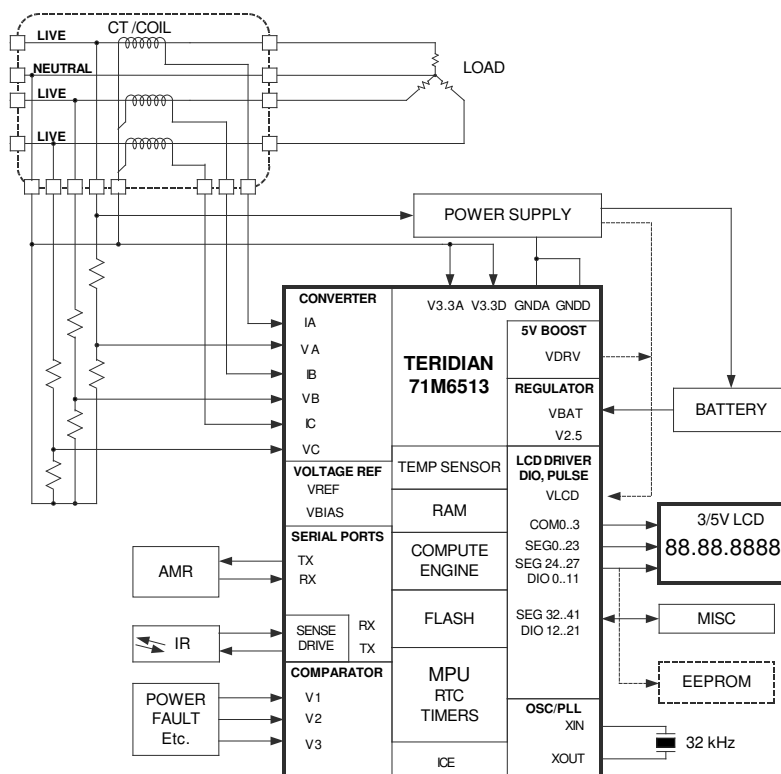 CT /COIL
LIVE
NEUTRAL
LIVE
LIVE
LOAD
POWER SUPPLY
CONVERTER
IA
VA
IB
VB
IC
VC
V3.3A V3.3D GNDA GNDD
TERIDIAN
71M6513
5V BOOST
VDRV
REGULATOR
VBAT
V2.5
BATTERY
VOLTAGE REF
VREF
VBIAS
TEMP SENSOR
RAM
COMPUTE
ENGINE
FLASH
MPU
RTC
TIMERS
ICE
LCD DRIVER
DIO, PULSE
VLCD
COM0..3
SEG0..23
SEG 24..27
DIO 0..11
SEG 32..41
DIO 12..21
3/5V LCD
88.88.8888
MISC
EEPROM
SERIAL PORTS
TX
RX
AMR
SENSE
DRIVE
RX
TX
IR
COMPARATOR
V1
V2
V3
POWER
FAULT
Etc.
OSC/PLL
XIN
XOUT
32 kHz